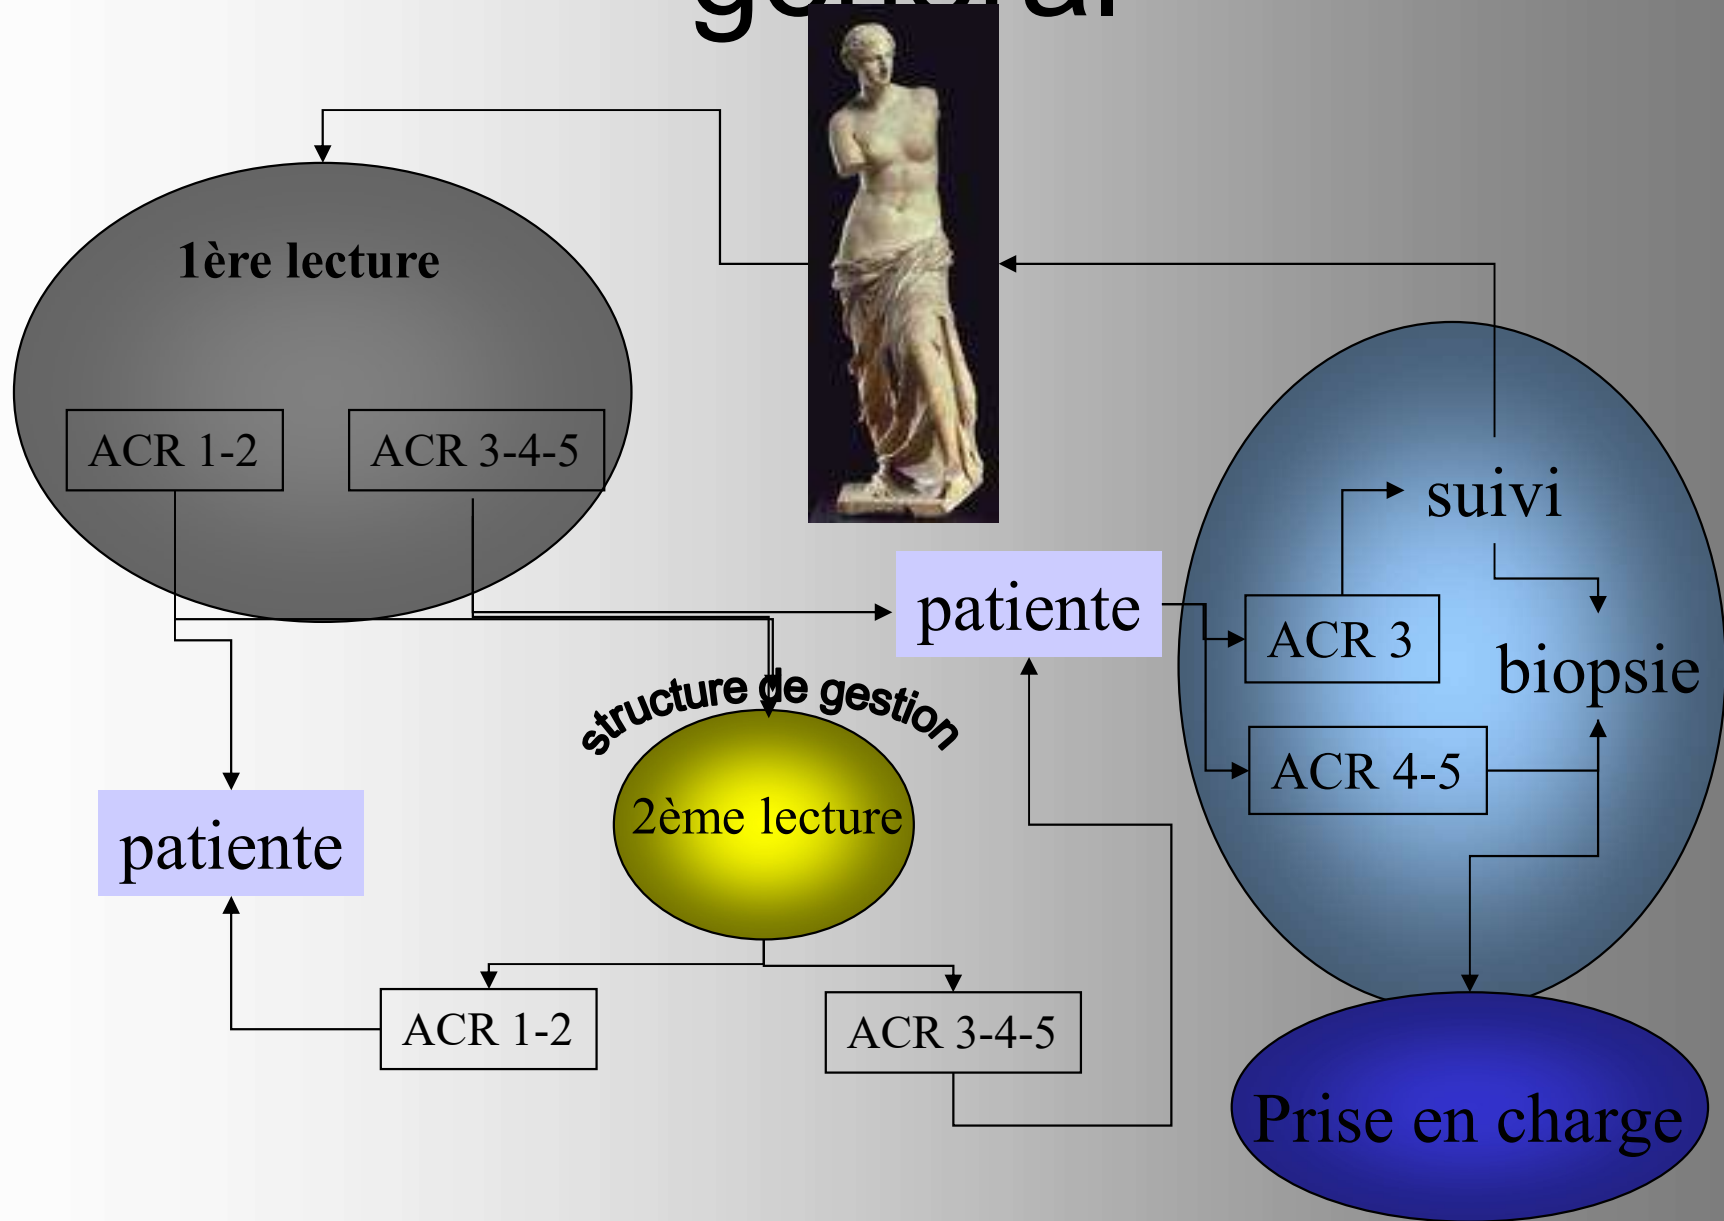 général
1ère lecture
ACR 1-2
ACR 3-4-5
suivi
patiente
ACR 3
biopsie
structure de gestion
ACR 4-5
2ème lecture
patiente
ACR 1-2
ACR 3-4-5
Prise en charge